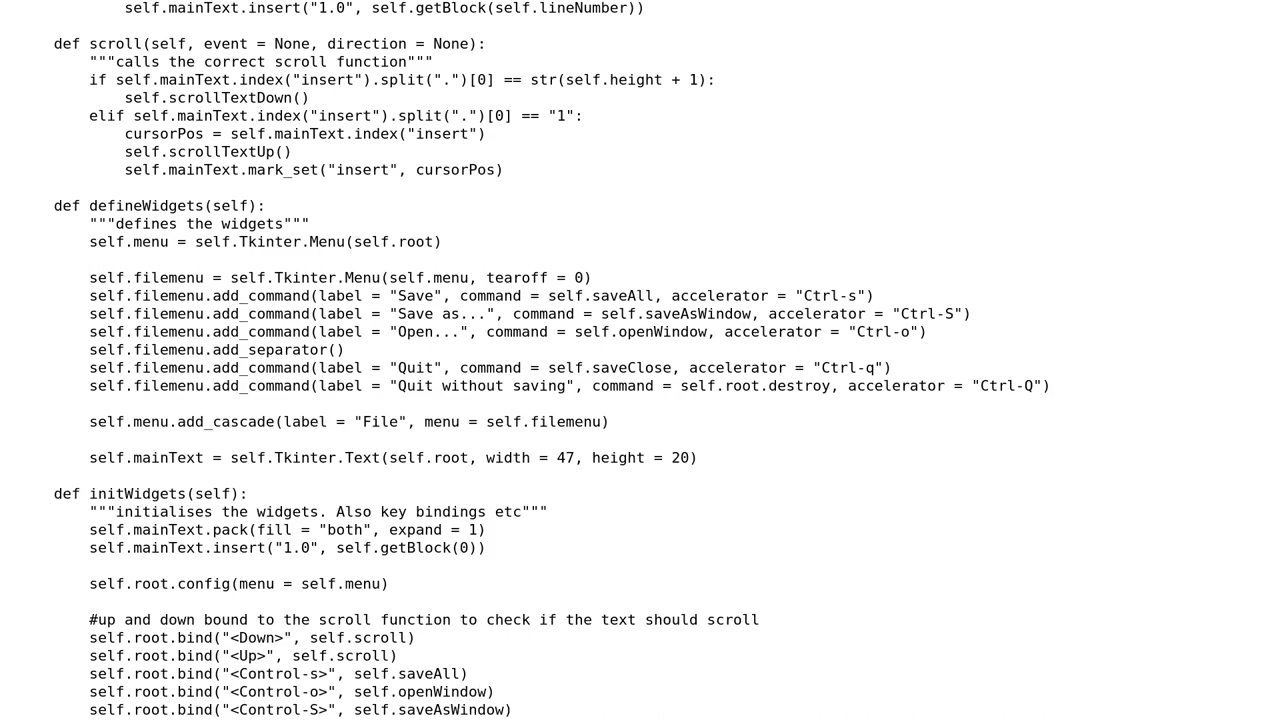 self.mainText.insert("1.0", self.getBlock(self.lineNumber))
def scroll(self, event = None, direction = None):
"""calls the correct scroll function"""
if self.mainText.index("insert").split(".")[0] == str(self.height + 1):
self.scrollTextDown()
elif self.mainText.index("insert").split(".")[0] == "1":
cursorPos = self.mainText.index("insert")
self.scrollTextUp()
self.mainText.mark_set("insert", cursorPos)
def defineWidgets(self):
"""defines the widgets"""
self.menu = self.Tkinter.Menu(self.root)
self.filemenu = self.Tkinter.Menu(self.menu, tearoff = 0)
self.filemenu.add_command(label = "Save", command = self.saveAll, accelerator = "Ctrl-s")
self.filemenu.add_command(label = "Save as...", command = self.saveAsWindow, accelerator = "Ctrl-S")
self.filemenu.add_command(label = "Open...", command = self.openWindow, accelerator = "Ctrl-o")
self.filemenu.add_separator()
self.filemenu.add_command(label = "Quit", command = self.saveClose, accelerator = "Ctrl-q")
self.filemenu.add_command(label = "Quit without saving", command = self.root.destroy, accelerator = "Ctrl-Q")
self.menu.add_cascade(label = "File", menu = self.filemenu)
self.mainText = self.Tkinter.Text(self.root, width = 47, height = 20)
def initWidgets(self):
"""initialises the widgets. Also key bindings etc"""
self.mainText.pack(fill = "both", expand = 1)
self.mainText.insert("1.0", self.getBlock(0))
self.root.config(menu = self.menu)
#up and down bound to the scroll function to check if the text should scroll
self.root.bind("<Down>", self.scroll)
self.root.bind("<Up>", self.scroll)
self.root.bind("<Control-s>", self.saveAll)
self.root.bind("<Control-o>", self.openWindow)
self.root.bind("<Control-S>", self.saveAsWindow)